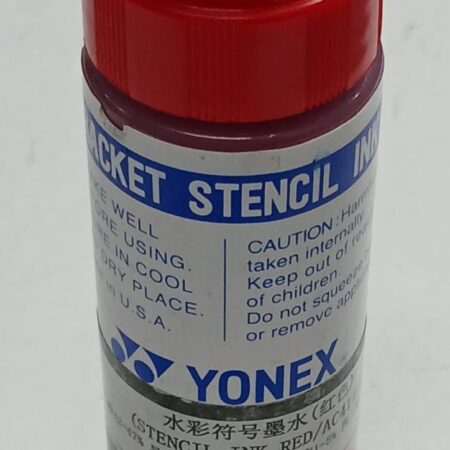 RACKET STENCIL INK
KE WELL
ORE USING.
RE IN COOL
DRY PLACE.
IN U.S.A.
CAUTION: Harm
taken internally.
Keep out of rea
of children.
Do not squeeze b
or remove appl
YONEX®
水彩符号墨水(红色)
(STENCIL INK RED/AC41